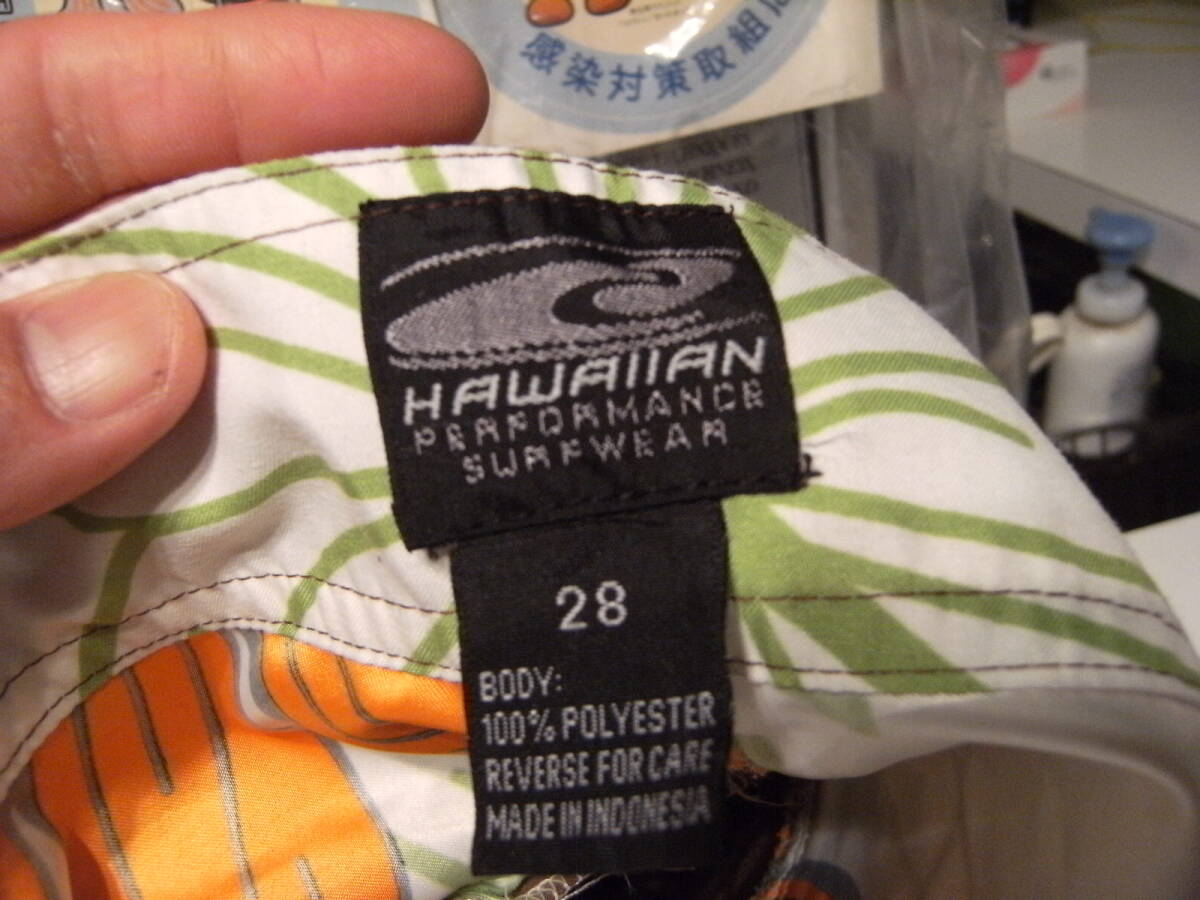 感染対策取組
HAWAIIAN
PERFORMANCE
SURFWEAR
28
BODY:
100% POLYESTER
REVERSE FOR CARE
MADE IN INDONESIA